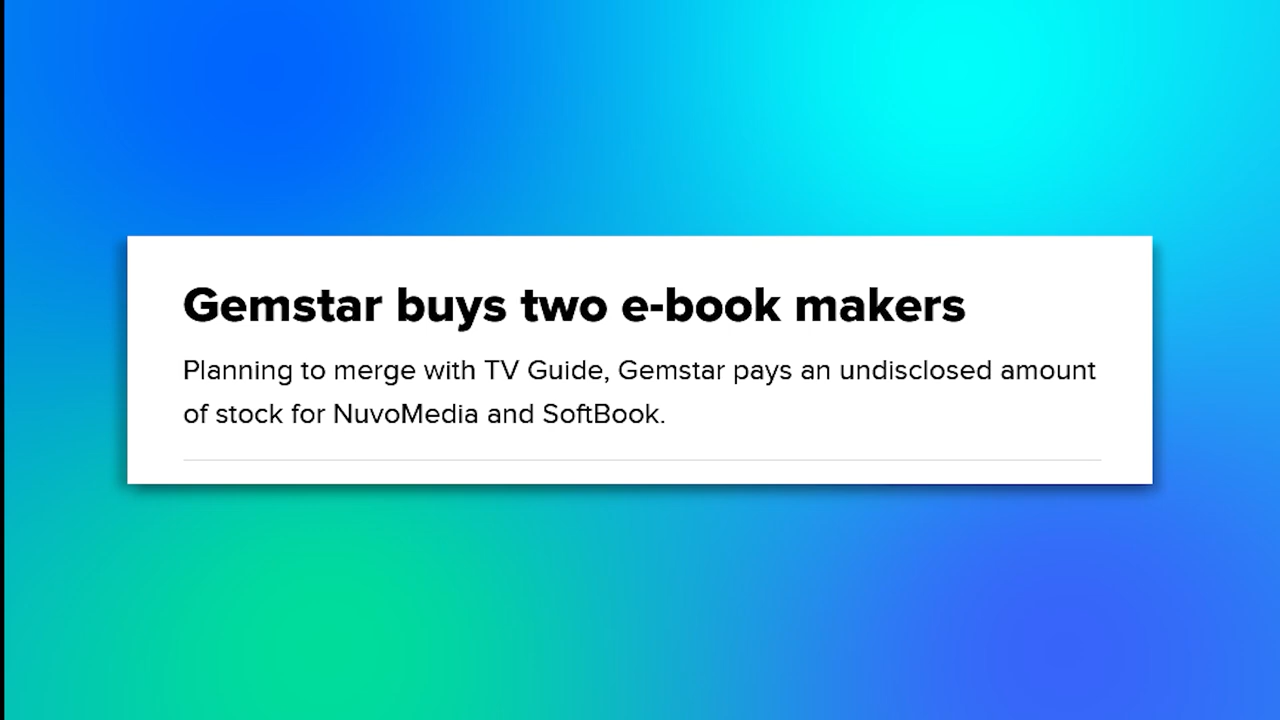 Gemstar buys two e-book makers
Planning to merge with TV Guide, Gemstar pays an undisclosed amount
of stock for NuvoMedia and SoftBook.